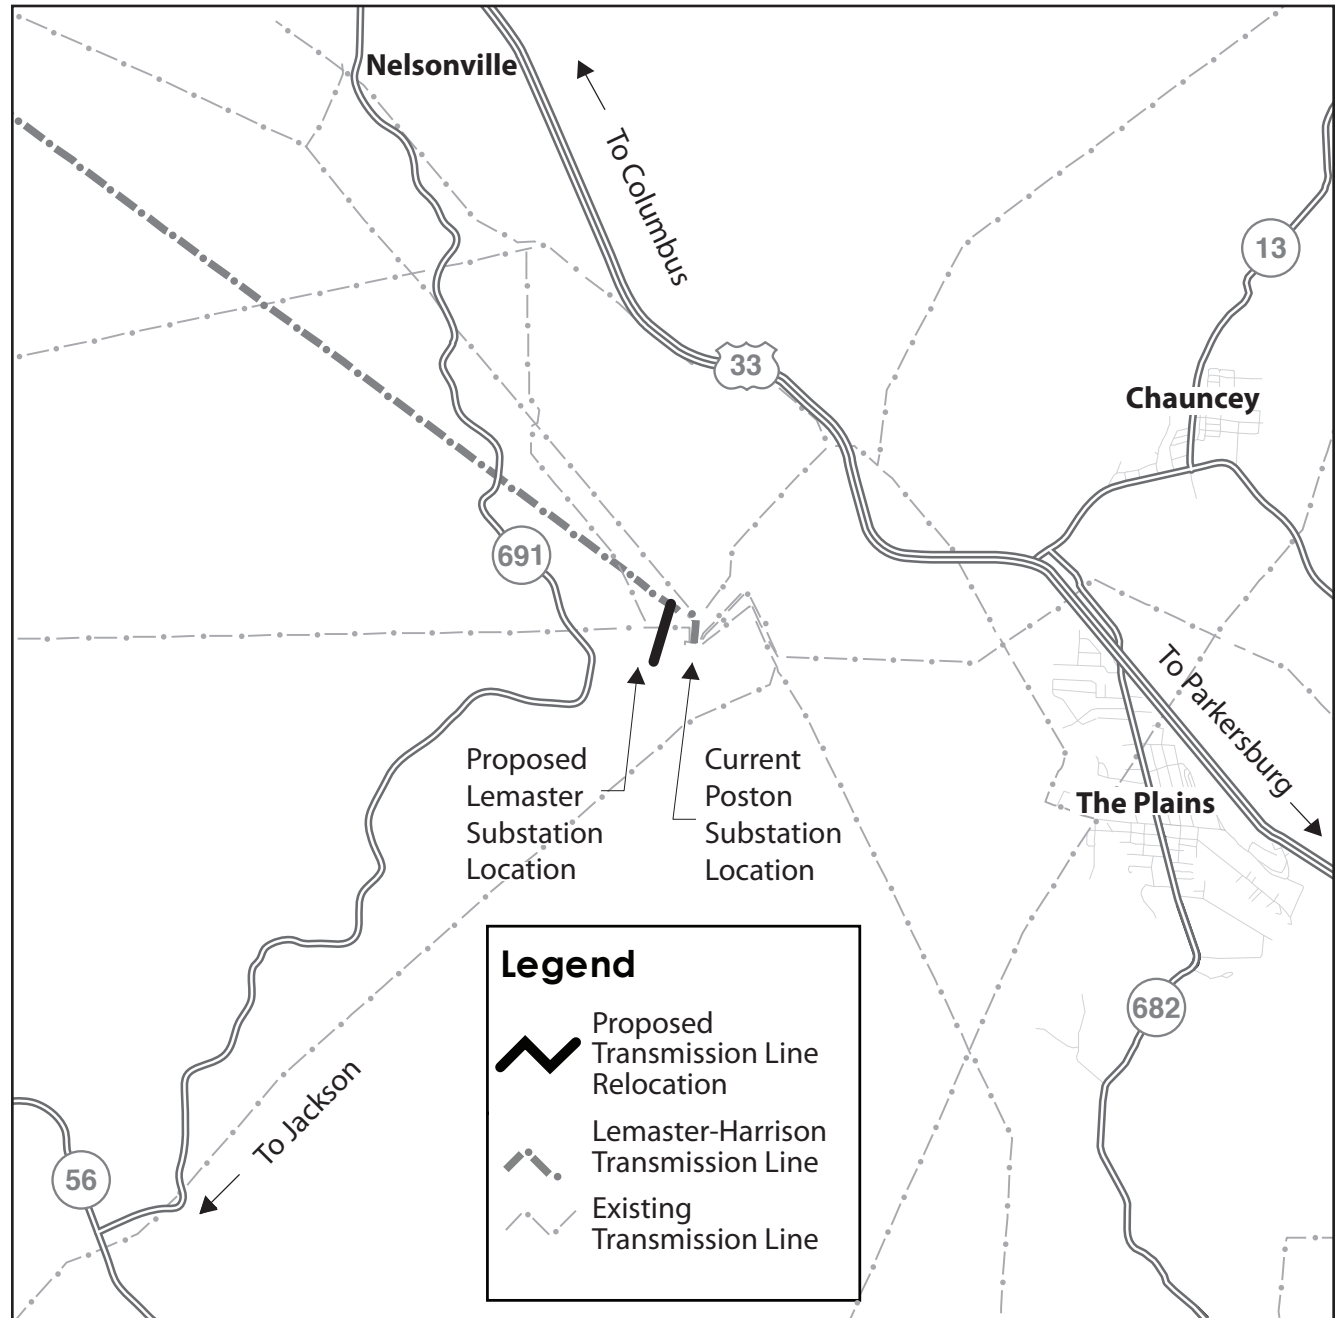 Nelsonville
To Columbus
13
33
Chauncey
691
To Parkersburg
Proposed
Lemaster
Substation
Location
Current
Poston
Substation
Location
The Plains
Legend
Proposed
Transmission Line
Relocation
Lemaster-Harrison
Transmission Line
Existing
Transmission Line
682
To Jackson
56